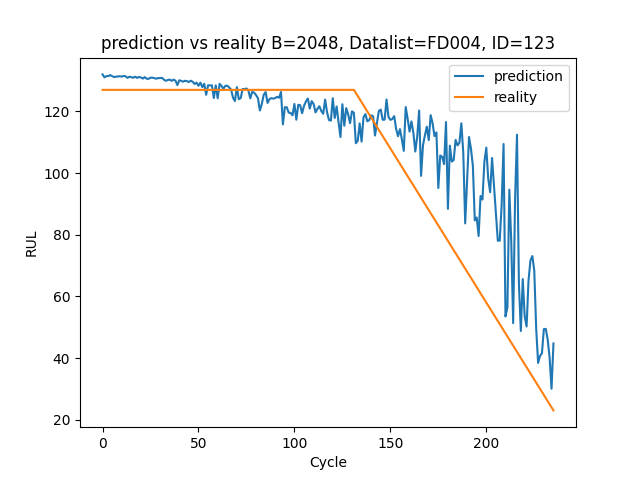 prediction vs reality B=2048, Datalist=FD004, ID=123
prediction
reality
RUL
120
100
80
60
40
20
0
50
100
150
200
Cycle